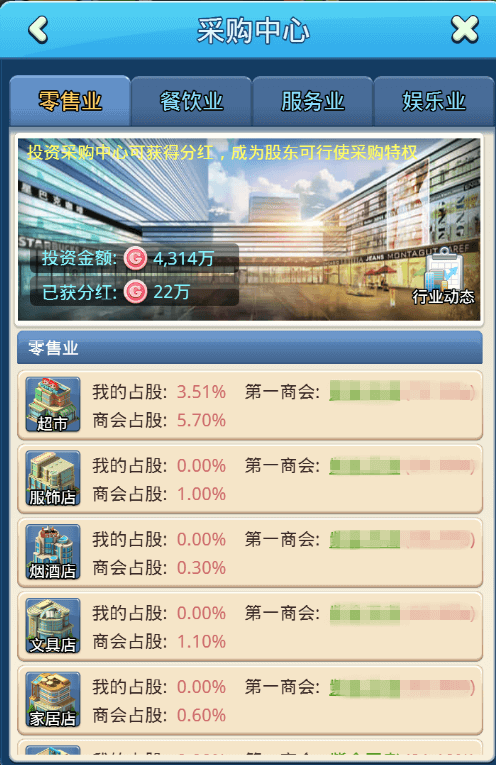 采购中心
零售业 餐饮业 服务业 娱乐业
投资采购中心可获得分红，成为股东可行使采购特权
JEANS MONTAGUT
投资金额: G 4,314万
已获分红: G 22万
行业动态
零售业
我的占股: 3.51% 第一商会:
商会占股: 5.70%
超市
我的占股: 0.00% 第一商会:
商会占股: 1.00%
服饰店
我的占股: 0.00% 第一商会:
商会占股: 0.30%
烟酒店
我的占股: 0.00% 第一商会:
商会占股: 1.10%
文具店
我的占股: 0.00% 第一商会:
商会占股: 0.60%
家居店